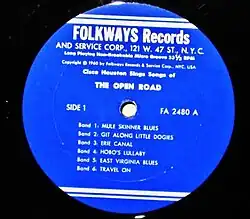 FOLKWAYS Records
AND SERVICE CORP., 121 W. 47 ST., N.Y.C.
Long Playing Non-Breakable Micro Groove 33⅓ RPM
Copyright © 1960 by Folkways Records & Service Corp., NYC, USA
Cisco Houston Sings Songs of
THE OPEN ROAD
SIDE 1 FA 2480 A
Band 1: MULE SKINNER BLUES
Band 2: GIT ALONG LITTLE DOGIES
Band 3: ERIE CANAL
Band 4: HOBO'S LULLABY
Band 5: EAST VIRGINIA BLUES
Band 6: TRAVEL ON